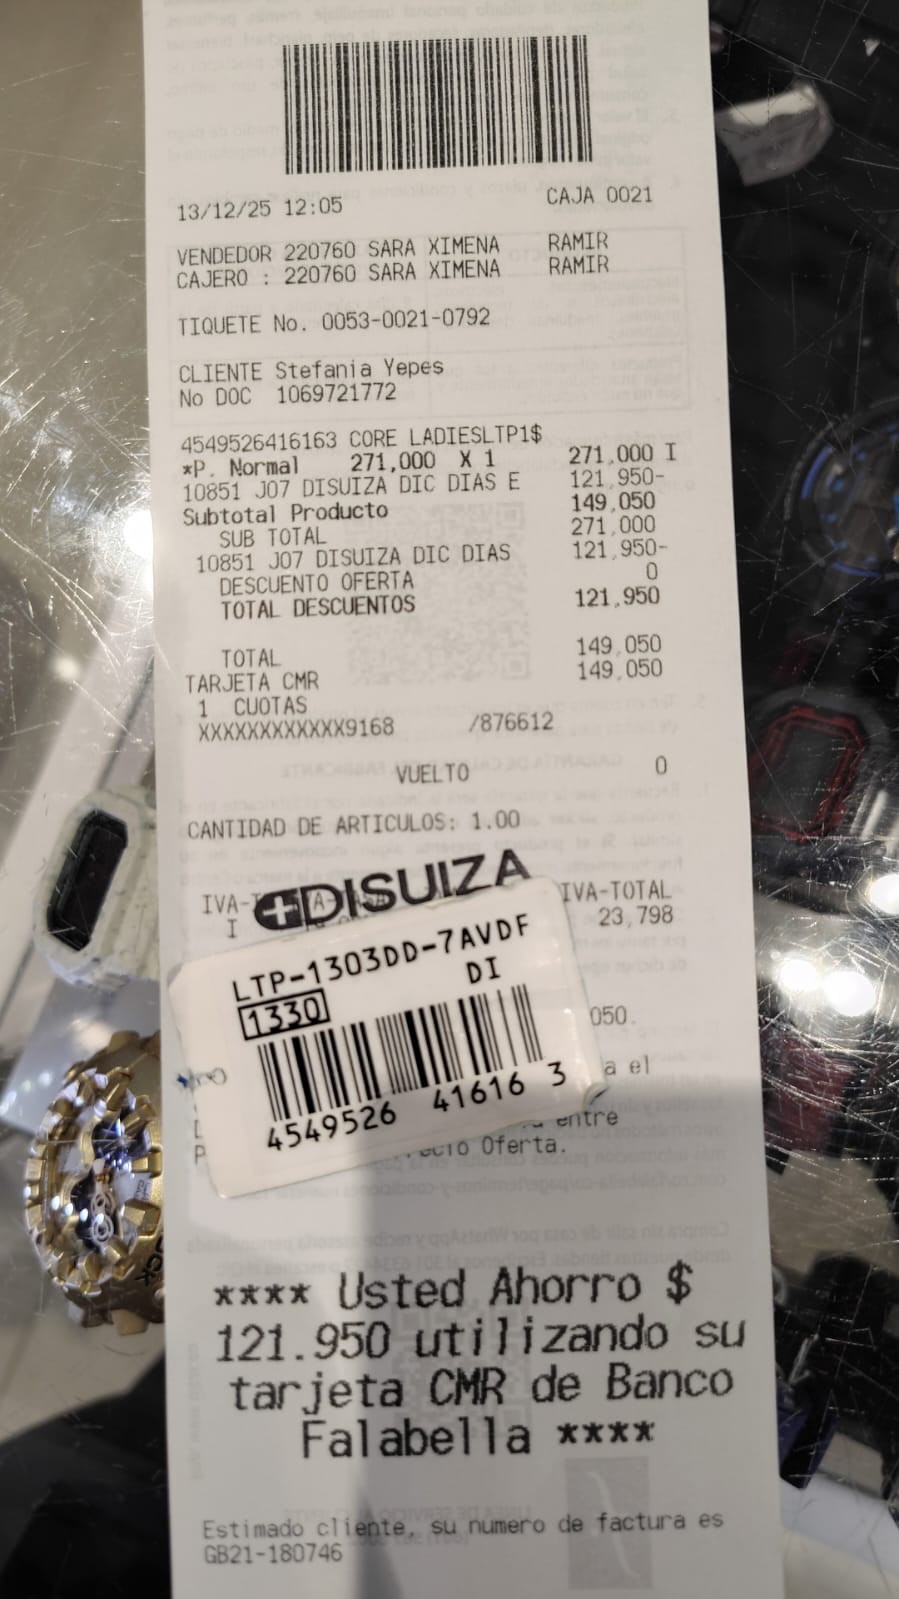 13/12/25 12:05 CAJA 0021
VENDEDOR 220760 SARA XIMENA RAMIR
CAJERO : 220760 SARA XIMENA RAMIR
TIQUETE No. 0053-0021-0792
CLIENTE Stefania Yepes
No DOC 1069721772
4549526416163 CORE LADIESLTP1$
*P. Normal 271,000 X 1 271,000 I
10851 J07 DISUIZA DIC DIAS E 121,950-
Subtotal Producto 149,050
SUB TOTAL 271,000
10851 J07 DISUIZA DIC DIAS 121,950-
DESCUENTO OFERTA 0
TOTAL DESCUENTOS 121,950
TOTAL 149,050
TARJETA CMR 149,050
1 CUOTAS
XXXXXXXXXXXX9168 /876612
VUELTO 0
CANTIDAD DE ARTICULOS: 1.00
DISUIZA
IVA-TOTAL
I 23,798
LTP-1303DD-7AVDF
DI
1330
050.
a el
4549526 41616 3
entre
Oferta.
**** Usted Ahorro $
121.950 utilizando su
tarjeta CMR de Banco
Falabella ****
Estimado cliente, su numero de factura es
GB21-180746